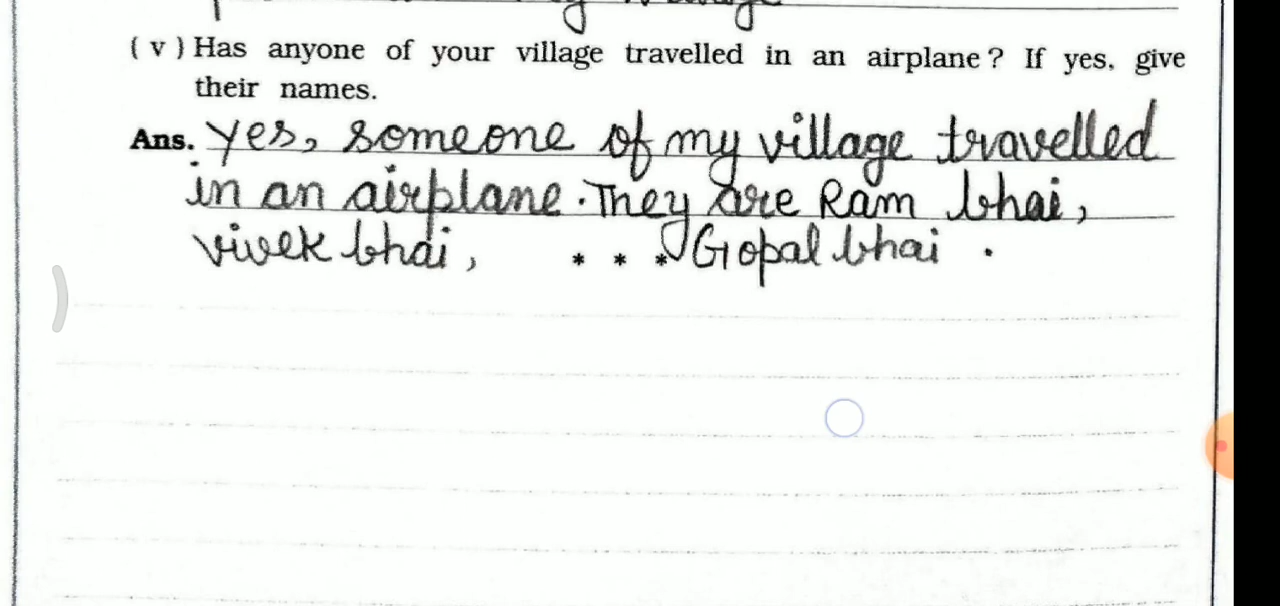 ( v ) Has anyone of your village travelled in an airplane ? If yes, give
their names.
Ans. Yes, someone of my village travelled
in an airplane. They are Ram bhai,
vivek bhai, * * * Gopal bhai .